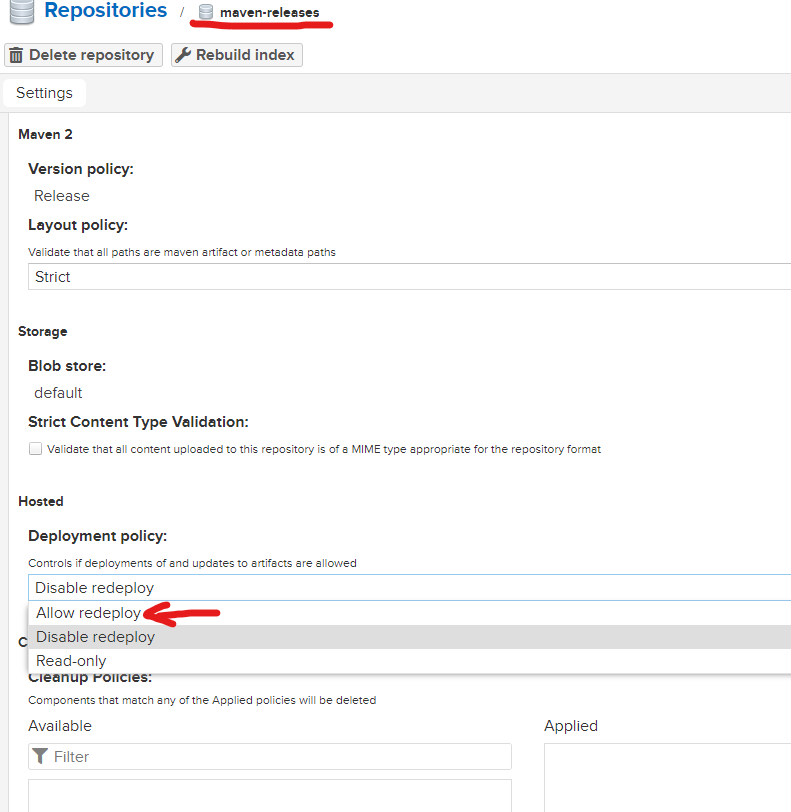 Repositories / maven-releases
Delete repository Rebuild index
Settings
Maven 2
Version policy:
Release
Layout policy:
Validate that all paths are maven artifact or metadata paths
Strict
Storage
Blob store:
default
Strict Content Type Validation:
Validate that all content uploaded to this repository is of a MIME type appropriate for the repository format
Hosted
Deployment policy:
Controls if deployments of and updates to artifacts are allowed
Disable redeploy
Allow redeploy
Disable redeploy
Read-only
Cleanup Policies:
Components that match any of the Applied policies will be deleted
Available Applied
Filter